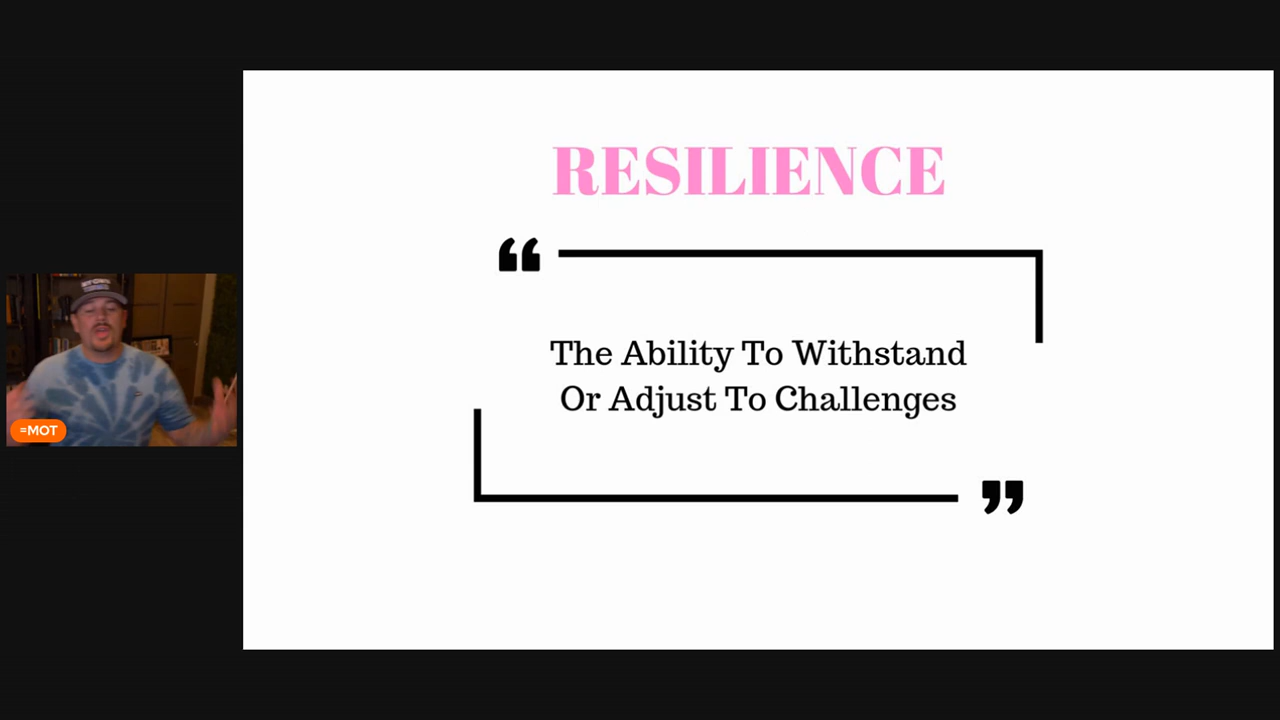 RESILIENCE
“
The Ability To Withstand
Or Adjust To Challenges
”
=MOT